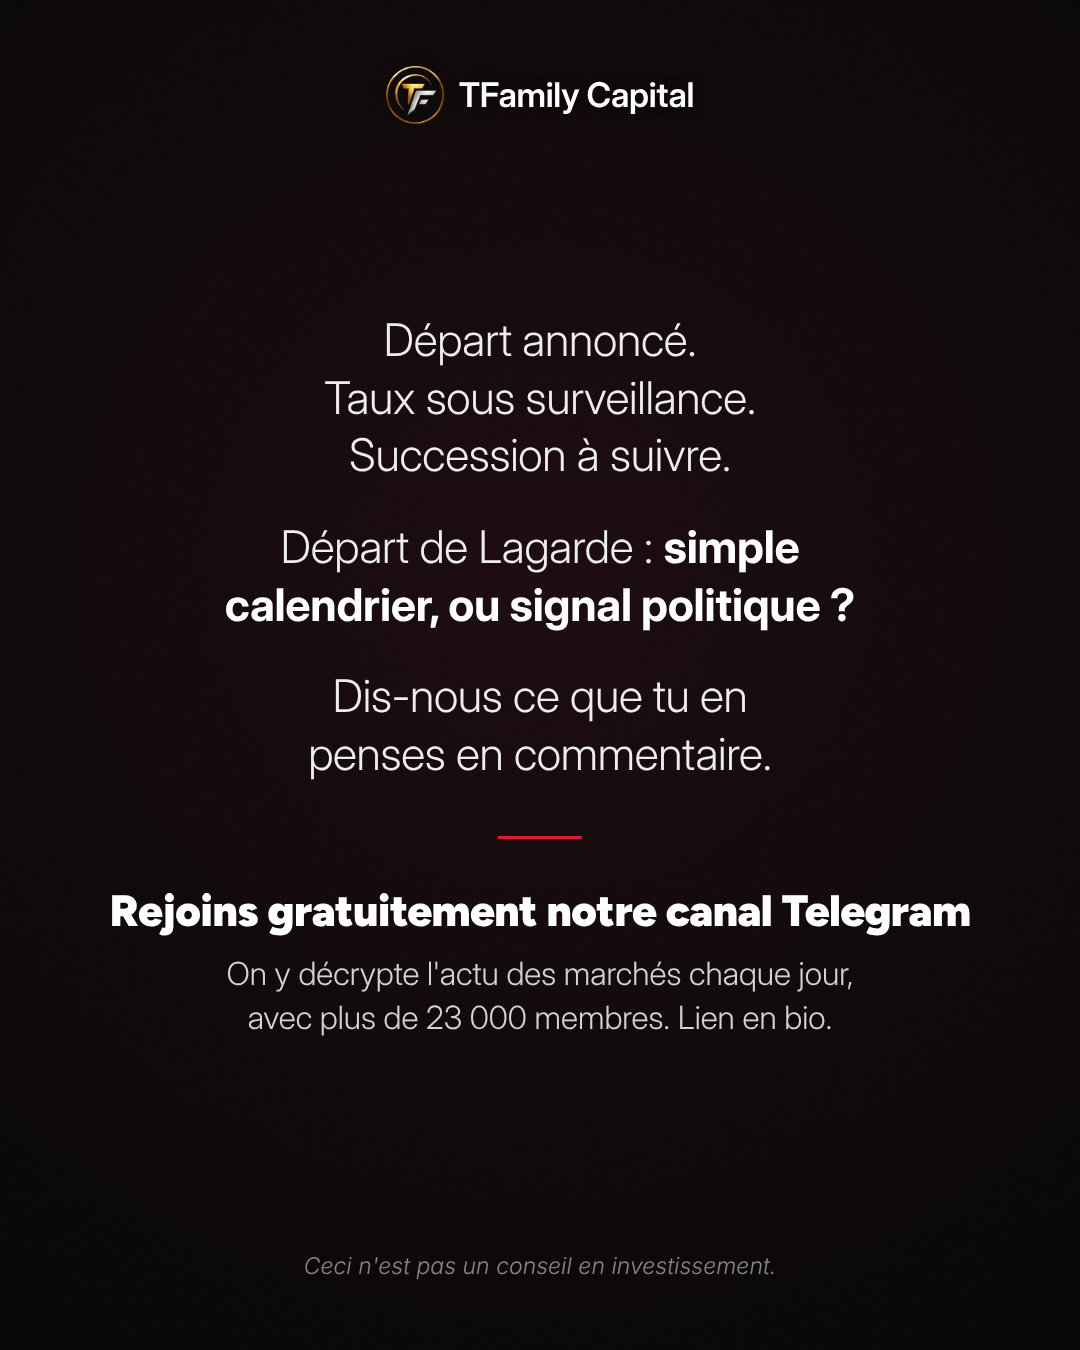 TF TFamily Capital
Départ annoncé.
Taux sous surveillance.
Succession à suivre.
Départ de Lagarde : simple
calendrier, ou signal politique ?
Dis-nous ce que tu en
penses en commentaire.
Rejoins gratuitement notre canal Telegram
On y décrypte l'actu des marchés chaque jour,
avec plus de 23 000 membres. Lien en bio.
Ceci n'est pas un conseil en investissement.